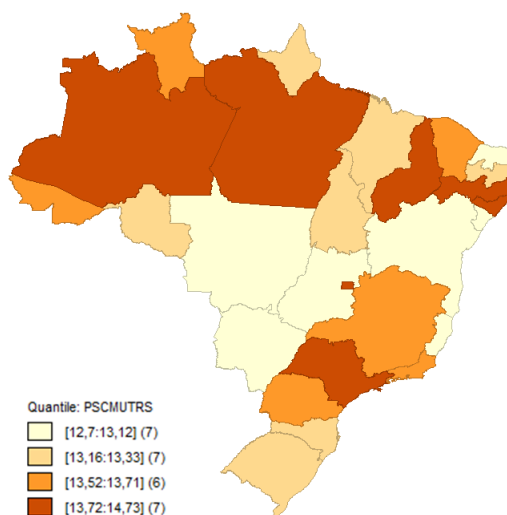 Quantile: PSCMUTRS
[12,7:13,12] (7)
[13,16:13,33] (7)
[13,52:13,71] (6)
[13,72:14,73] (7)